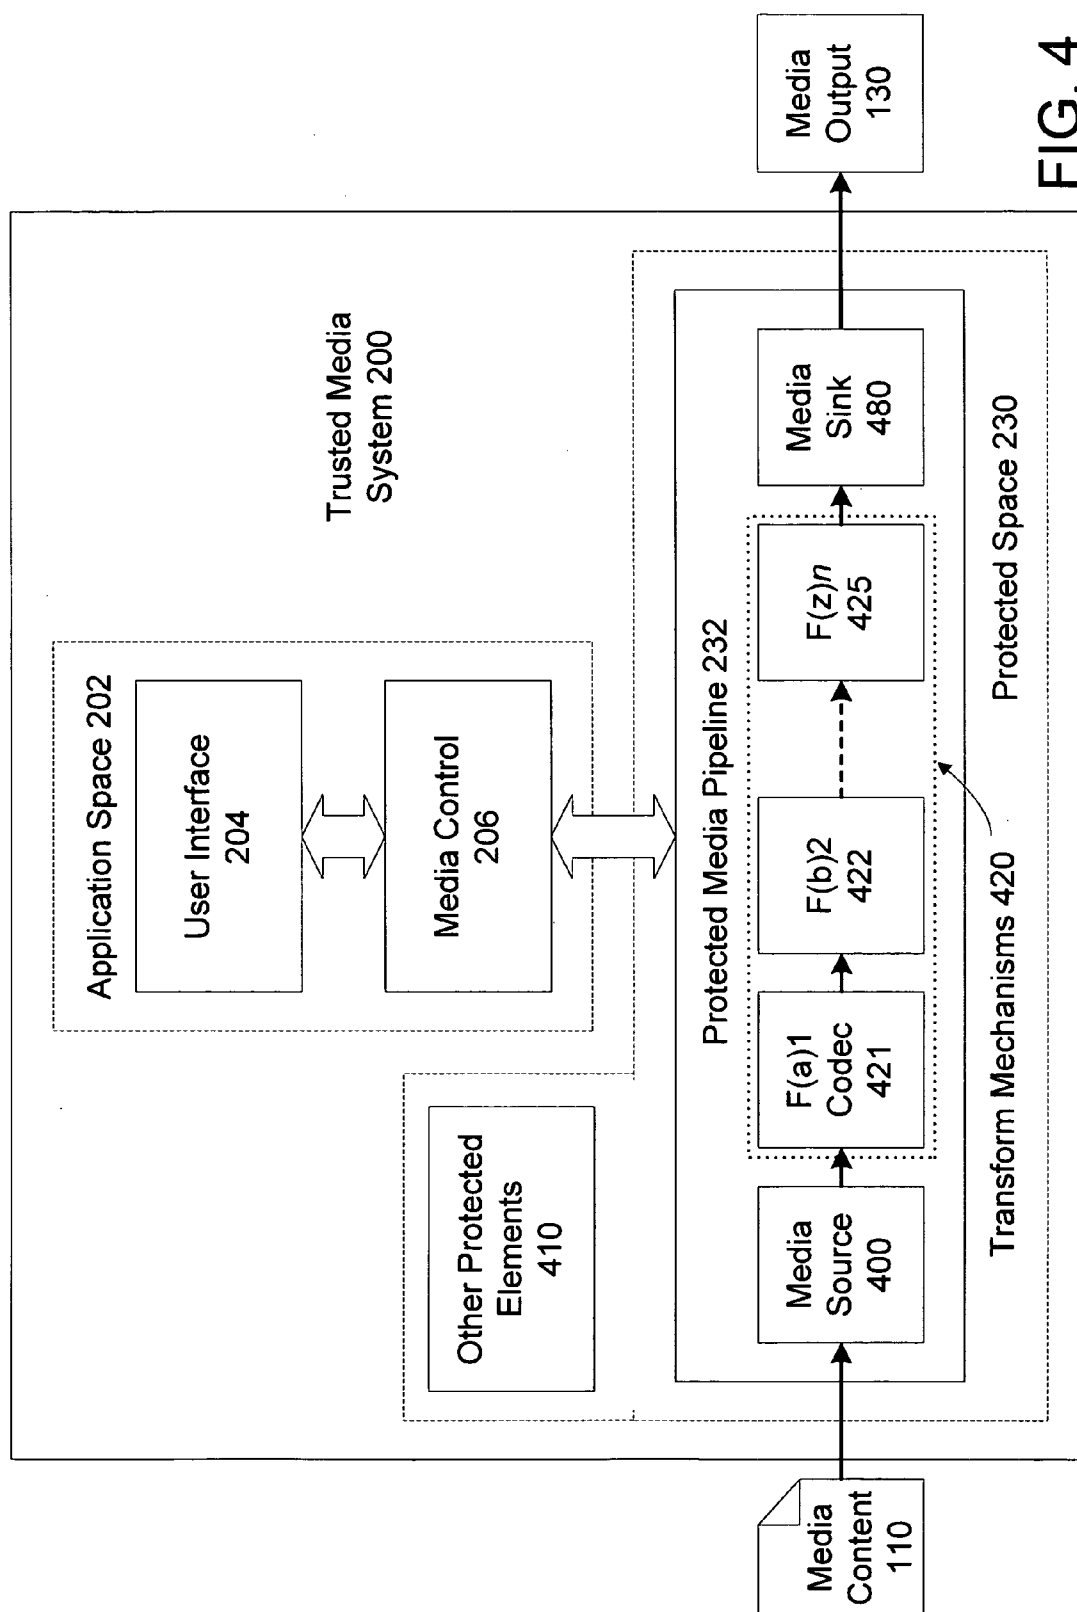 Application Space 202
User Interface
204
Media Control
206
Trusted Media
System 200
Other Protected
Elements
410
Protected Media Pipeline 232
Media
Content
110
Media
Source
400
F(a)1
Codec
421
F(b)2
422
F(z)n
425
Media
Sink
480
Media
Output
130
Transform Mechanisms 420
Protected Space 230
FIG. 4